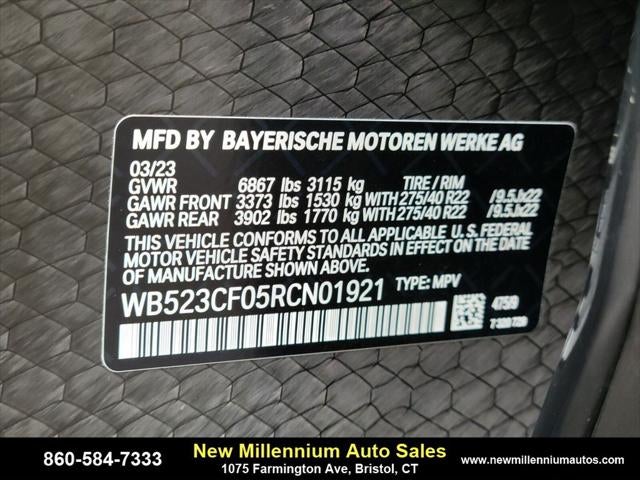 MFD BY BAYERISCHE MOTOREN WERKE AG
03/23
GVWR 6867 lbs 3115 kg TIRE / RIM
GAWR FRONT 3373 lbs 1530 kg WITH 275/40 R22 /9.5Jx22
GAWR REAR 3902 lbs 1770 kg WITH 275/40 R22 /9.5Jx22
THIS VEHICLE CONFORMS TO ALL APPLICABLE U.S. FEDERAL
MOTOR VEHICLE SAFETY STANDARDS IN EFFECT ON THE DATE
OF MANUFACTURE SHOWN ABOVE.
WB523CF05RCN01921 TYPE: MPV
860-584-7333
New Millennium Auto Sales
1075 Farmington Ave, Bristol, CT
www.newmillenniumautos.com